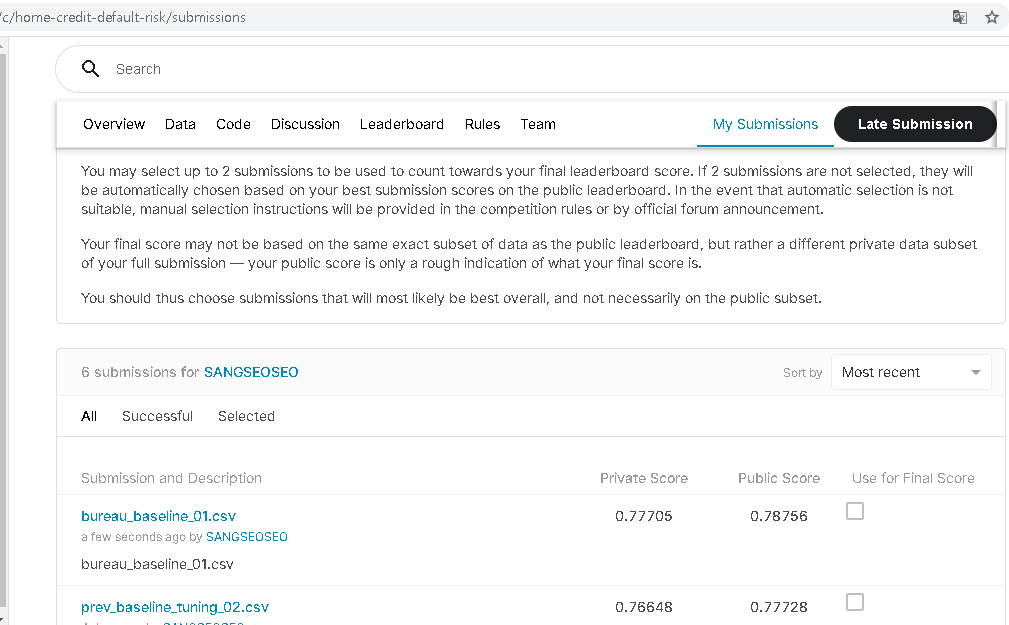 /c/home-credit-default-risk/submissions
Search
Overview Data Code Discussion Leaderboard Rules Team My Submissions Late Submission
You may select up to 2 submissions to be used to count towards your final leaderboard score. If 2 submissions are not selected, they will
be automatically chosen based on your best submission scores on the public leaderboard. In the event that automatic selection is not
suitable, manual selection instructions will be provided in the competition rules or by official forum announcement.
Your final score may not be based on the same exact subset of data as the public leaderboard, but rather a different private data subset
of your full submission — your public score is only a rough indication of what your final score is.
You should thus choose submissions that will most likely be best overall, and not necessarily on the public subset.
6 submissions for SANGSEOSEO Sort by Most recent
All Successful Selected
Submission and Description Private Score Public Score Use for Final Score
bureau_baseline_01.csv 0.77705 0.78756
a few seconds ago by SANGSEOSEO
bureau_baseline_01.csv
prev_baseline_tuning_02.csv 0.76648 0.77728